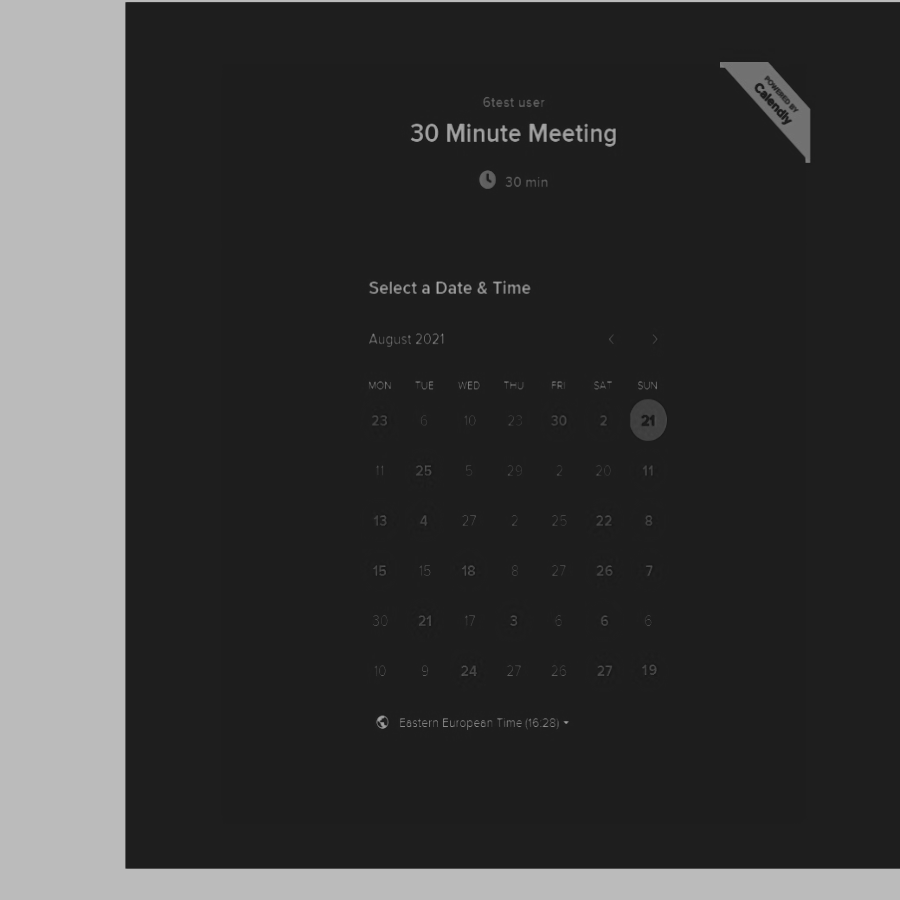 POWERED BY
Calendly
6test user
30 Minute Meeting
30 min
Select a Date & Time
August 2021
MON TUE WED THU FRI SAT SUN
23 6 10 23 30 2 21
11 25 5 29 2 20 11
13 4 27 2 25 22 8
15 15 18 8 27 26 7
30 21 17 3 6 6 6
10 9 24 27 26 27 19
Eastern European Time (16:28)